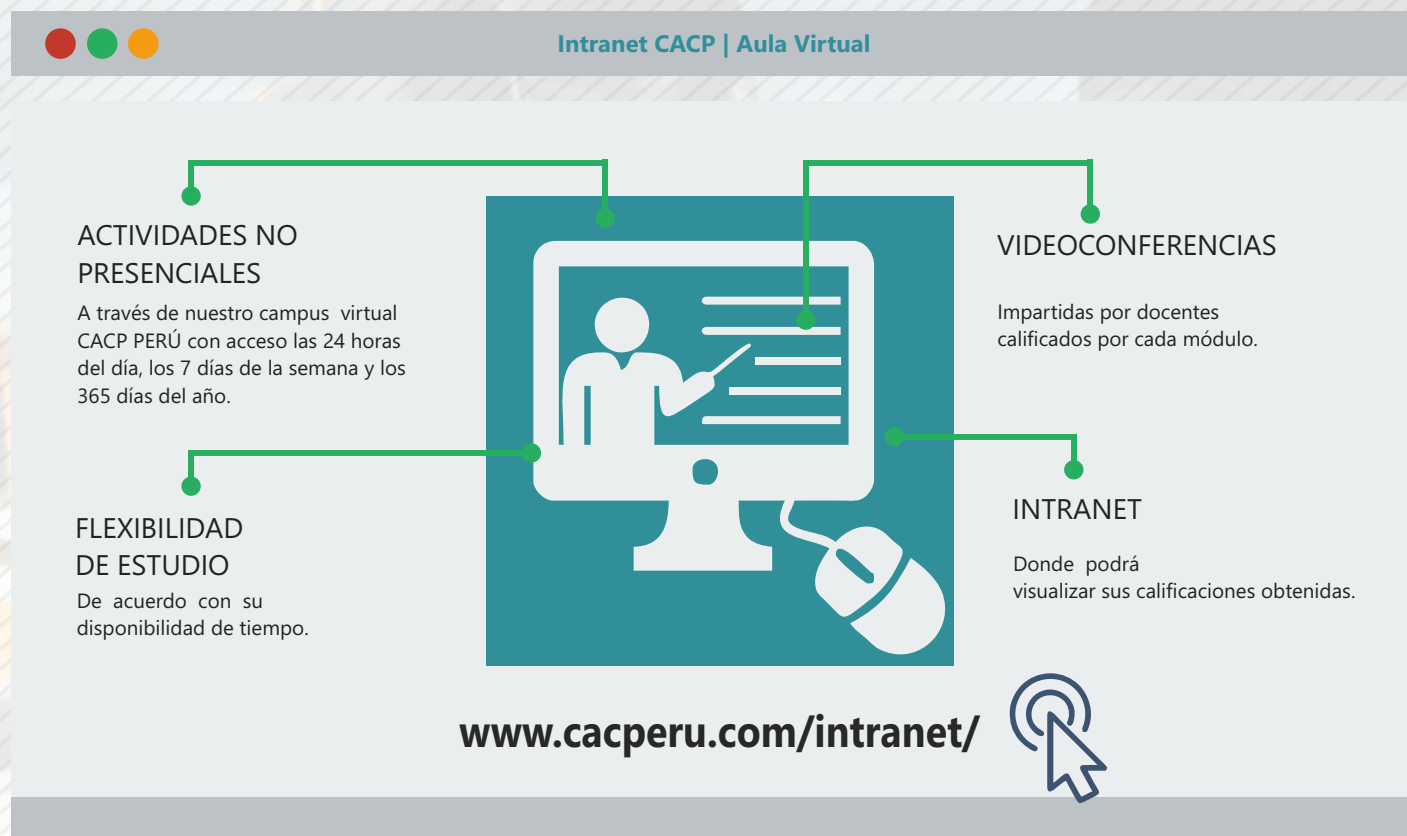 Intranet CACP | Aula Virtual
ACTIVIDADES NO
PRESENCIALES
A través de nuestro campus virtual
CACP PERÚ con acceso las 24 horas
del día, los 7 días de la semana y los
365 días del año.
VIDEOCONFERENCIAS
Impartidas por docentes
calificados por cada módulo.
FLEXIBILIDAD
DE ESTUDIO
De acuerdo con su
disponibilidad de tiempo.
INTRANET
Donde podrá
visualizar sus calificaciones obtenidas.
www.cacperu.com/intranet/